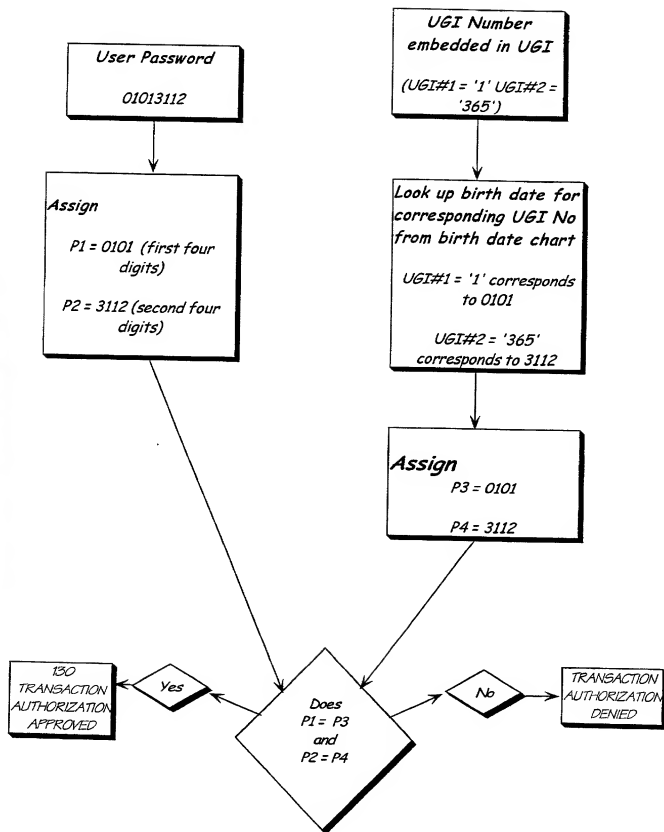 User Password
01013112
Assign
P1 = 0101 (first four
digits)
P2 = 3112 (second four
digits)
UGI Number
embedded in UGI
(UGI#1 = '1' UGI#2 =
'365')
Look up birth date for
corresponding UGI No
from birth date chart
UGI#1 = '1' corresponds
to 0101
UGI#2 = '365'
corresponds to 3112
Assign
P3 = 0101
P4 = 3112
130
TRANSACTION
AUTHORIZATION
APPROVED
Yes
Does
P1 = P3
and
P2 = P4
No
TRANSACTION
AUTHORIZATION
DENIED